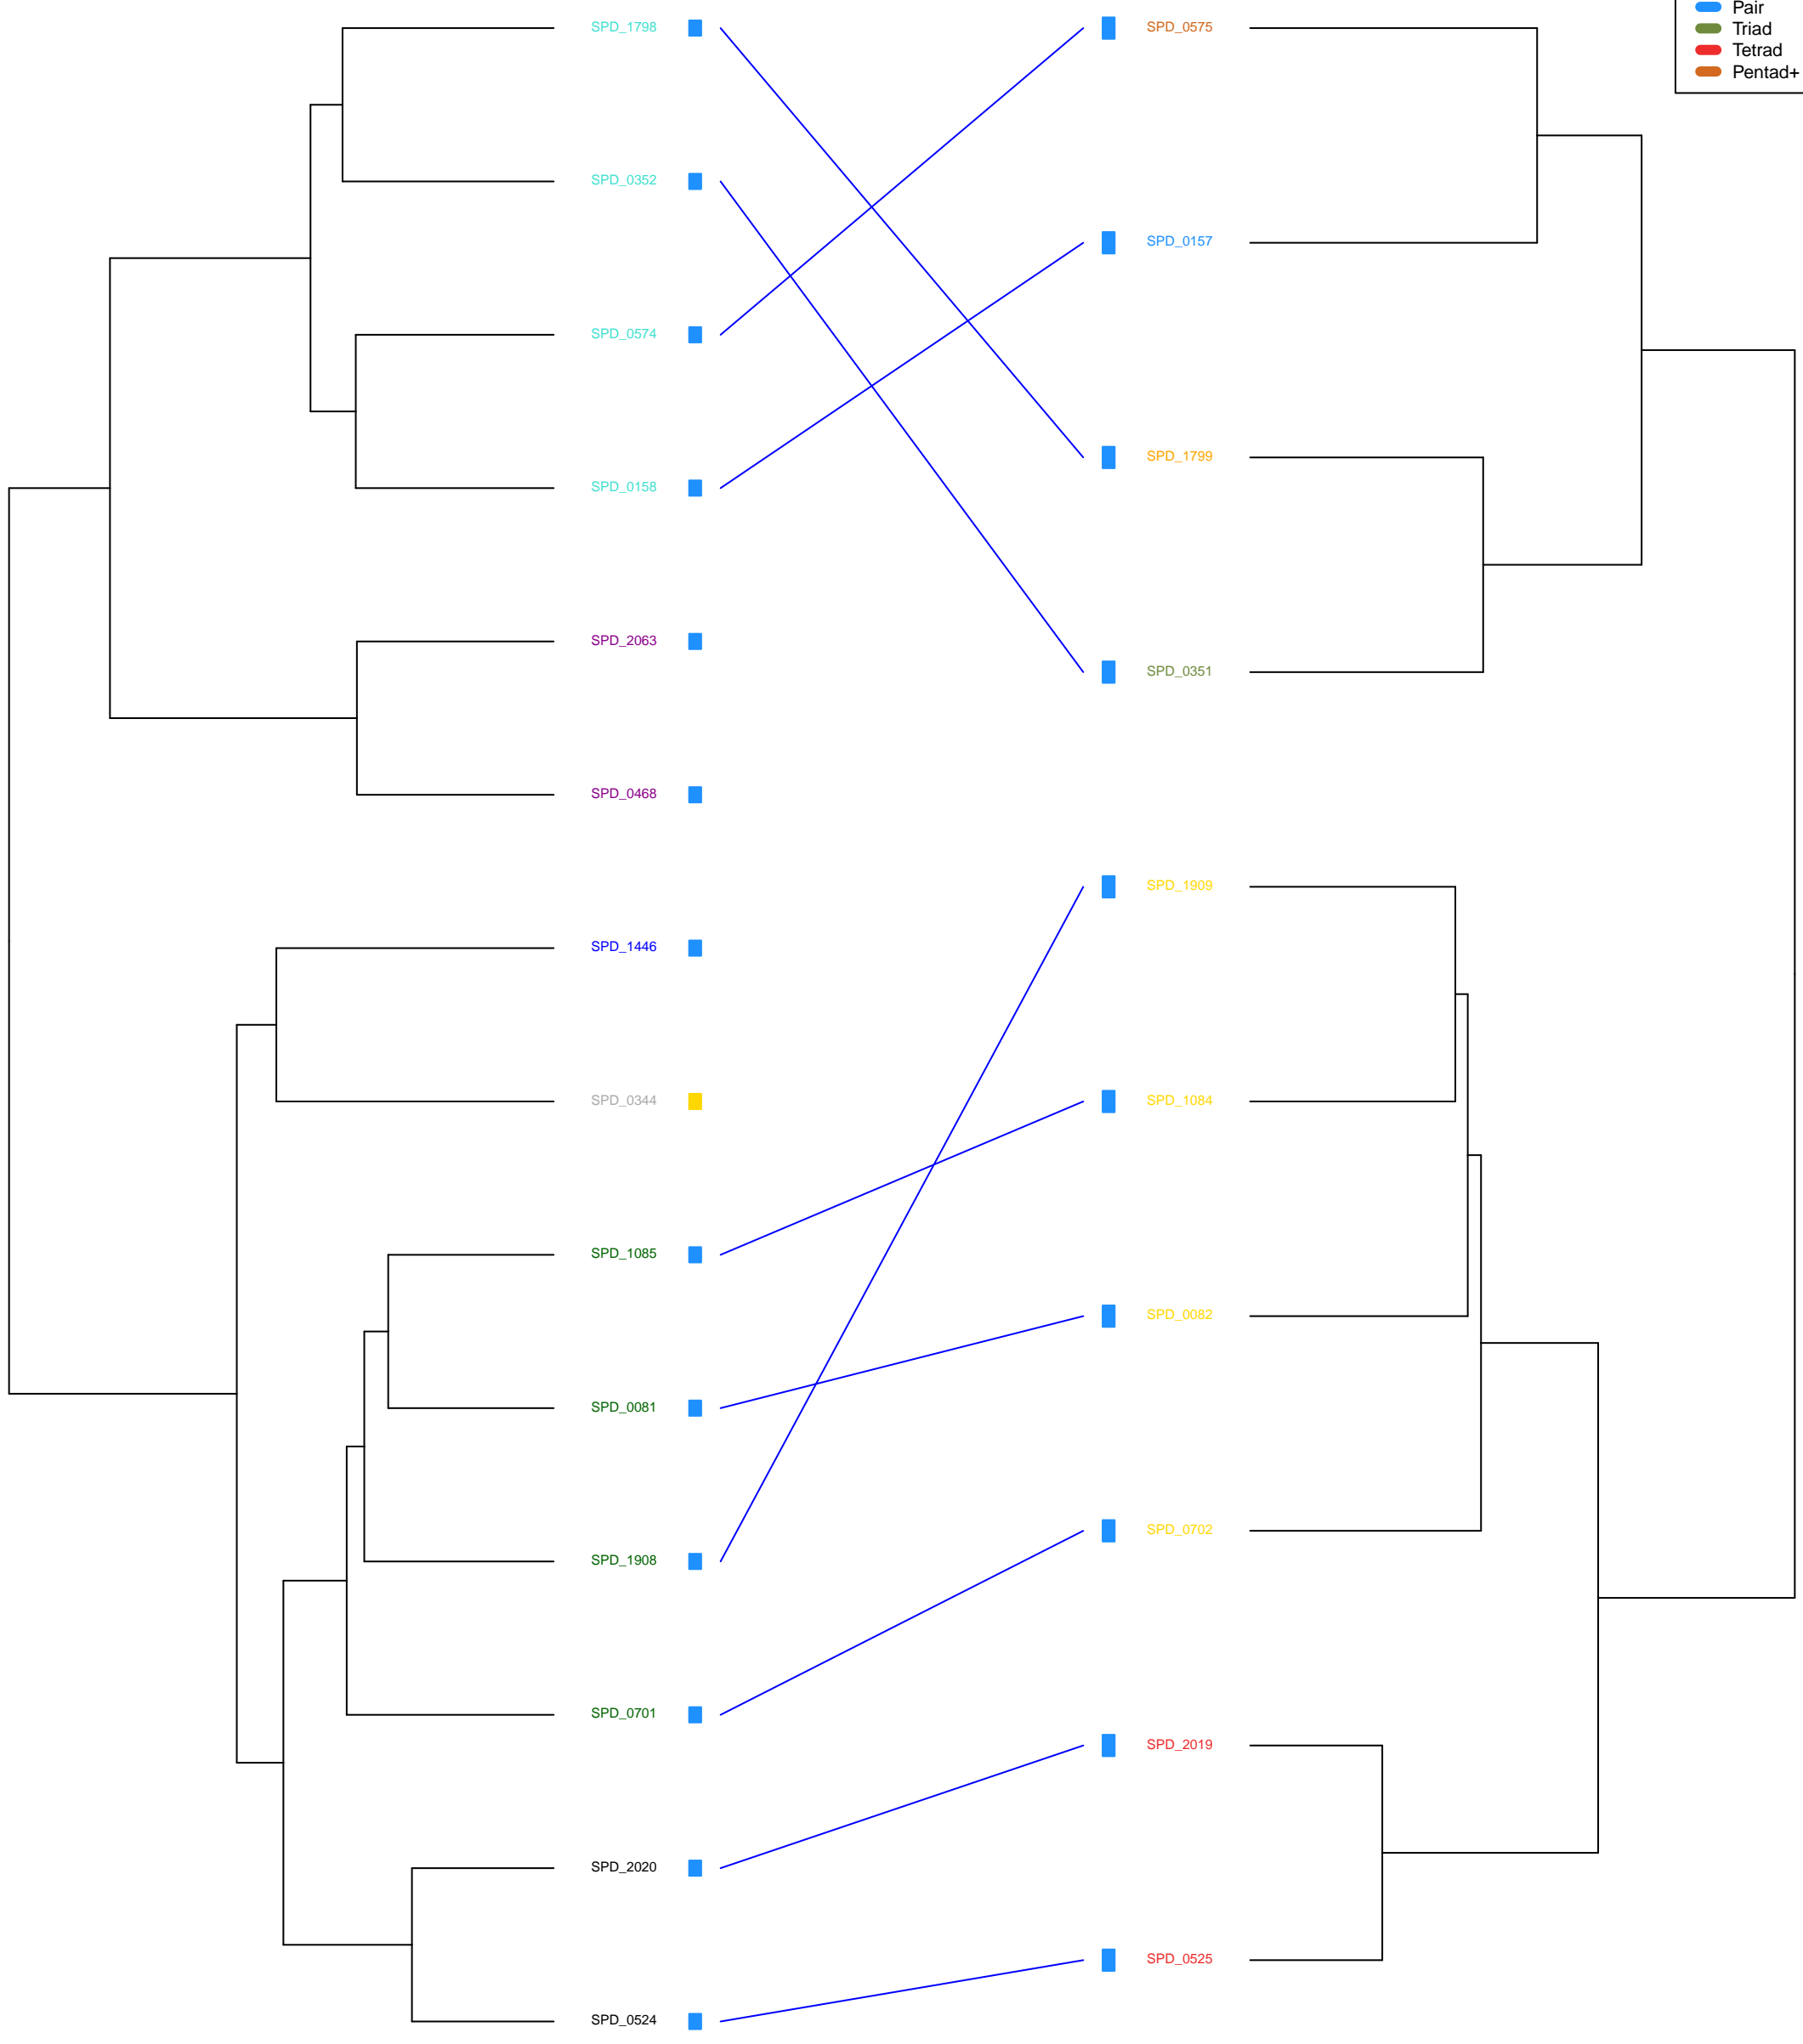 SPD_1798
SPD_0352
SPD_0574
SPD_0158
SPD_2063
SPD_0468
SPD_1446
SPD_0344
SPD_1085
SPD_0081
SPD_1908
SPD_0701
SPD_2020
SPD_0524
SPD_0575
SPD_0157
SPD_1799
SPD_0351
SPD_1909
SPD_1084
SPD_0082
SPD_0702
SPD_2019
SPD_0525
Pair
Triad
Tetrad
Pentad+